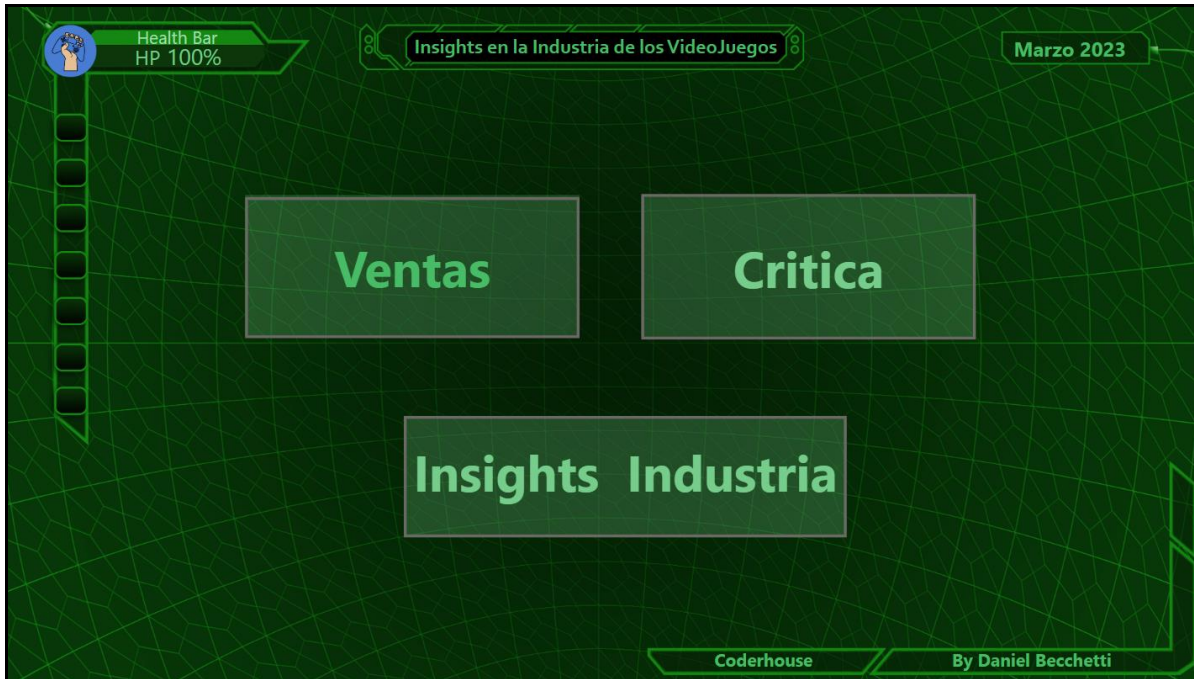 Health Bar
HP 100%
Insights en la Industria de los VideoJuegos
Marzo 2023
Ventas
Critica
Insights Industria
Coderhouse
By Daniel Becchetti